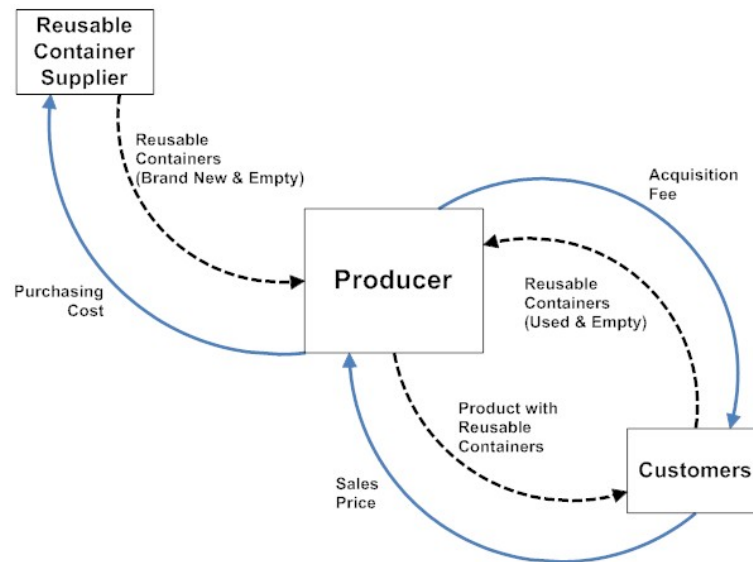 Reusable
Container
Supplier
Reusable
Containers
(Brand New & Empty)
Acquisition
Fee
Producer
Reusable
Containers
(Used & Empty)
Purchasing
Cost
Product with
Reusable
Containers
Customers
Sales
Price